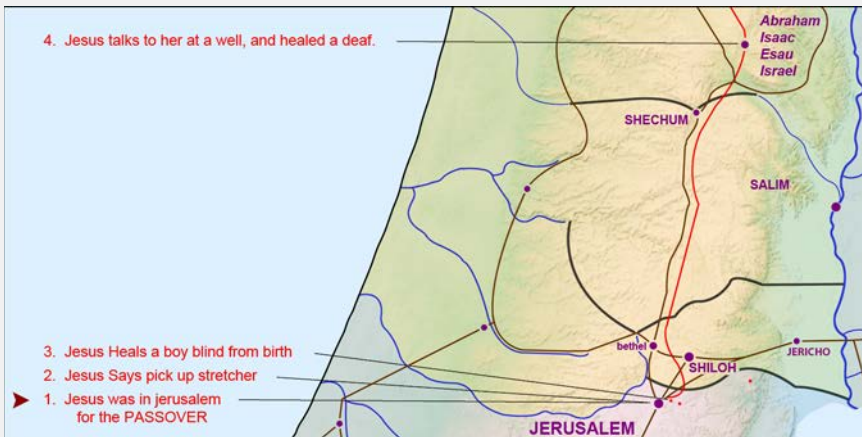 4. Jesus talks to her at a well, and healed a deaf.
Abraham
Isaac
Esau
Israel
SHECHUM
SALIM
3. Jesus Heals a boy blind from birth
2. Jesus Says pick up stretcher
1. Jesus was in jerusalem
for the PASSOVER
bethel
SHILOH
JERICHO
JERUSALEM